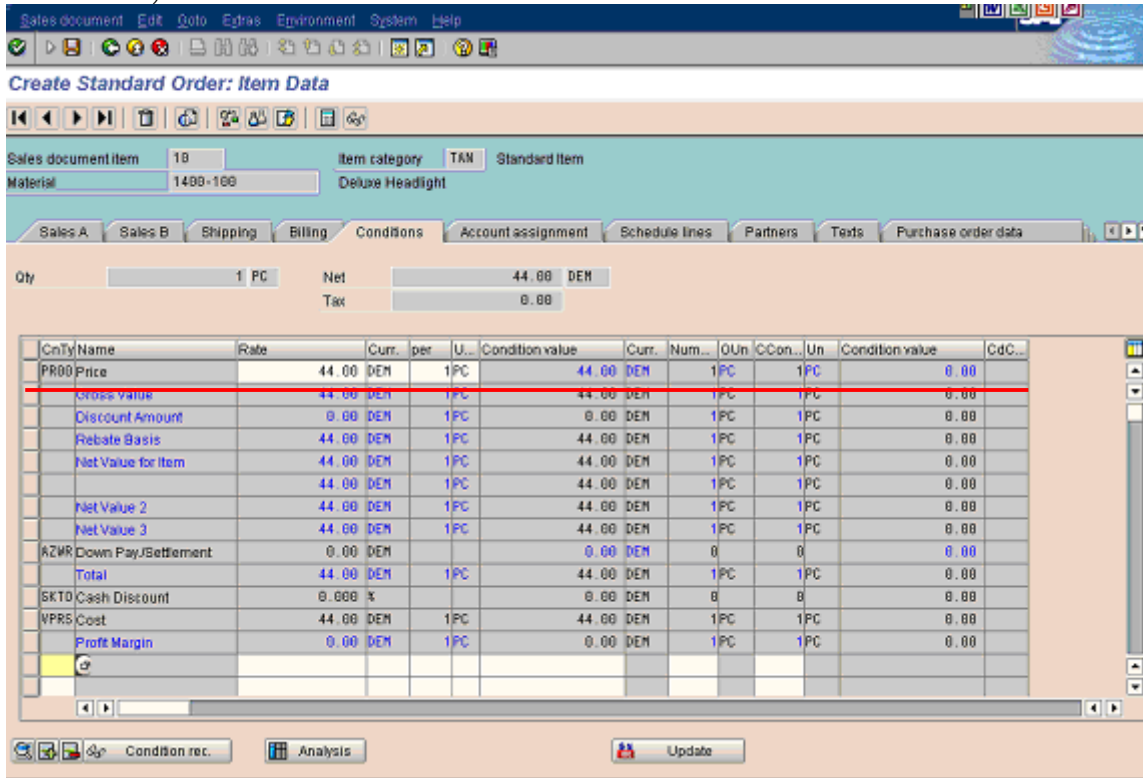 Sales document Edit Goto Extras Environment System Help
Create Standard Order: Item Data
Sales document item 10 Item category TAN Standard Item
Material 1400-100 Deluxe Headlight
Sales A Sales B Shipping Billing Conditions Account assignment Schedule lines Partners Texts Purchase order data
Qty 1 PC Net 44.00 DEM
Tax 0.00
CnTy Name Rate Curr. per U... Condition value Curr. Num... OUn CCon... Un Condition value CdC...
PR00 Price 44.00 DEM 1 PC 44.00 DEM 1 PC 1 PC 0.00
Gross Value 44.00 DEM 1 PC 44.00 DEM 1 PC 1 PC 0.00
Discount Amount 0.00 DEM 1 PC 0.00 DEM 1 PC 1 PC 0.00
Rebate Basis 44.00 DEM 1 PC 44.00 DEM 1 PC 1 PC 0.00
Net Value for Item 44.00 DEM 1 PC 44.00 DEM 1 PC 1 PC 0.00
44.00 DEM 1 PC 44.00 DEM 1 PC 1 PC 0.00
Net Value 2 44.00 DEM 1 PC 44.00 DEM 1 PC 1 PC 0.00
Net Value 3 44.00 DEM 1 PC 44.00 DEM 1 PC 1 PC 0.00
AZWR Down Pay./Settlement 0.00 DEM 0.00 DEM 0 0 0.00
Total 44.00 DEM 1 PC 44.00 DEM 1 PC 1 PC 0.00
SKTO Cash Discount 0.000 % 0.00 DEM 0 0 0.00
VPRS Cost 44.00 DEM 1 PC 44.00 DEM 1 PC 1 PC 0.00
Profit Margin 0.00 DEM 1 PC 0.00 DEM 1 PC 1 PC 0.00
Condition rec. Analysis Update